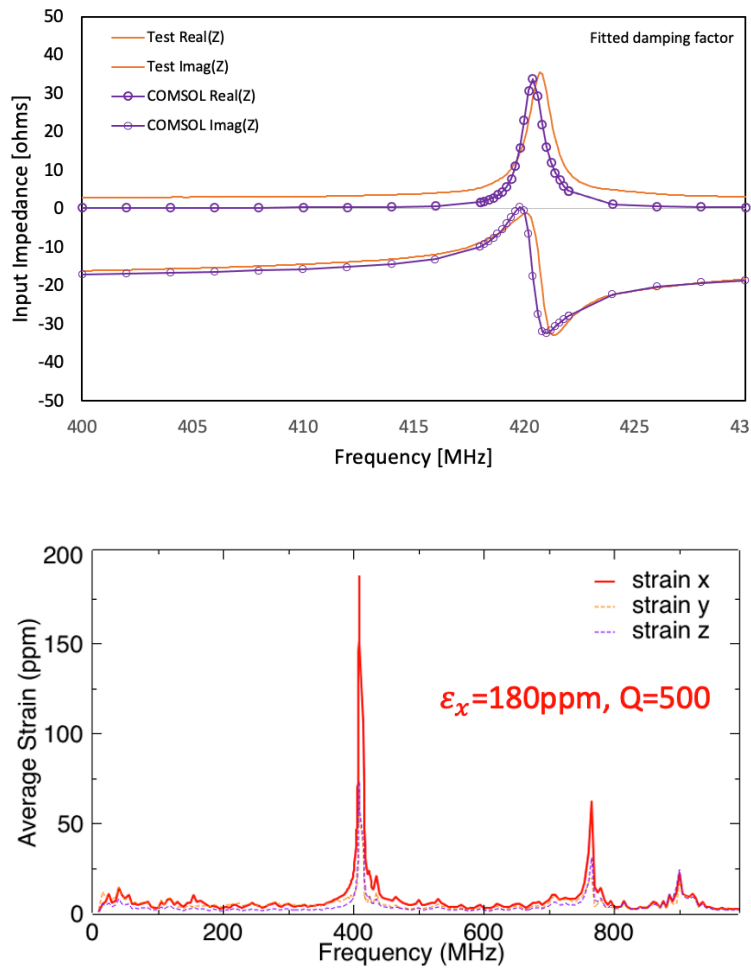 50
40
30
20
10
0
-10
-20
-30
-40
-50
Input Impedance [ohms]
Test Real(Z)
Test Imag(Z)
COMSOL Real(Z)
COMSOL Imag(Z)
Fitted damping factor
400 405 410 415 420 425 43
Frequency [MHz]
200
150
100
50
0
Average Strain (ppm)
strain x
strain y
strain z
εx=180ppm, Q=500
0 200 400 600 800
Frequency (MHz)